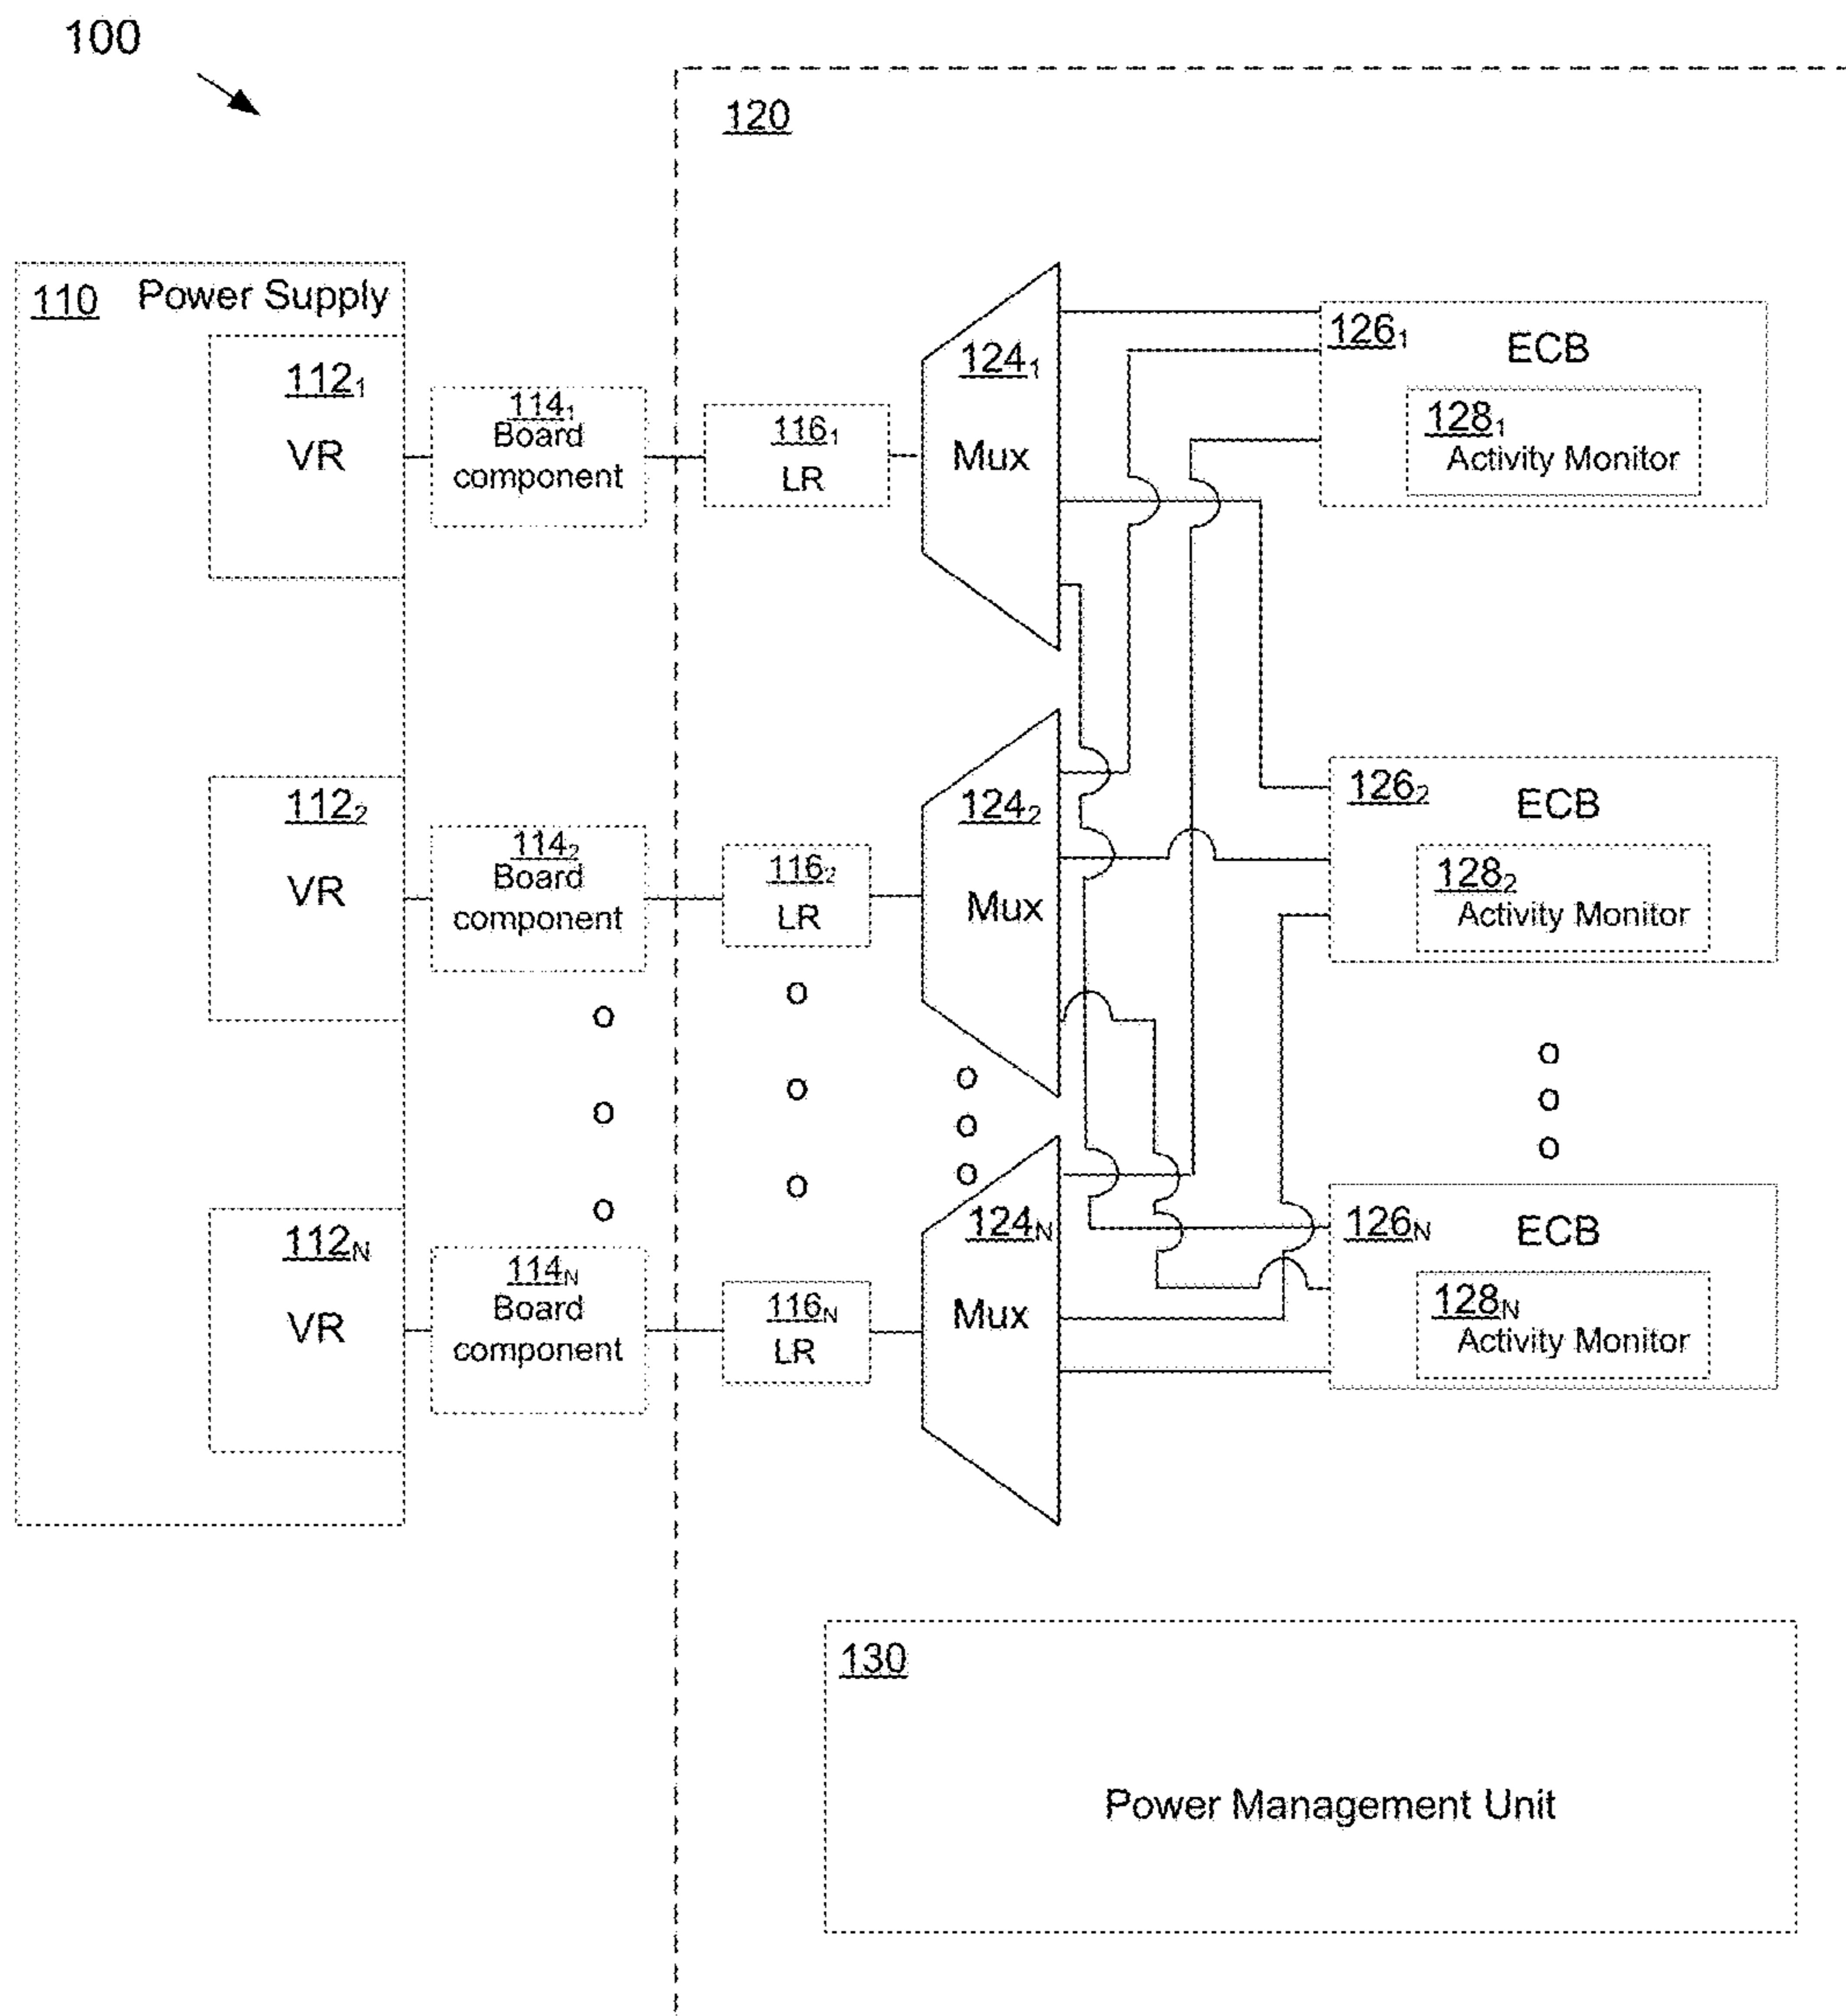 100
120
110 Power Supply
112₁
VR
114₁
Board
component
116₁
LR
124₁
Mux
126₁
ECB
128₁
Activity Monitor
112₂
VR
114₂
Board
component
116₂
LR
124₂
Mux
126₂
ECB
128₂
Activity Monitor
o
o
o
o
o
o
o
o
o
o
o
o
112N
VR
114N
Board
component
116N
LR
124N
Mux
126N
ECB
128N
Activity Monitor
130
Power Management Unit